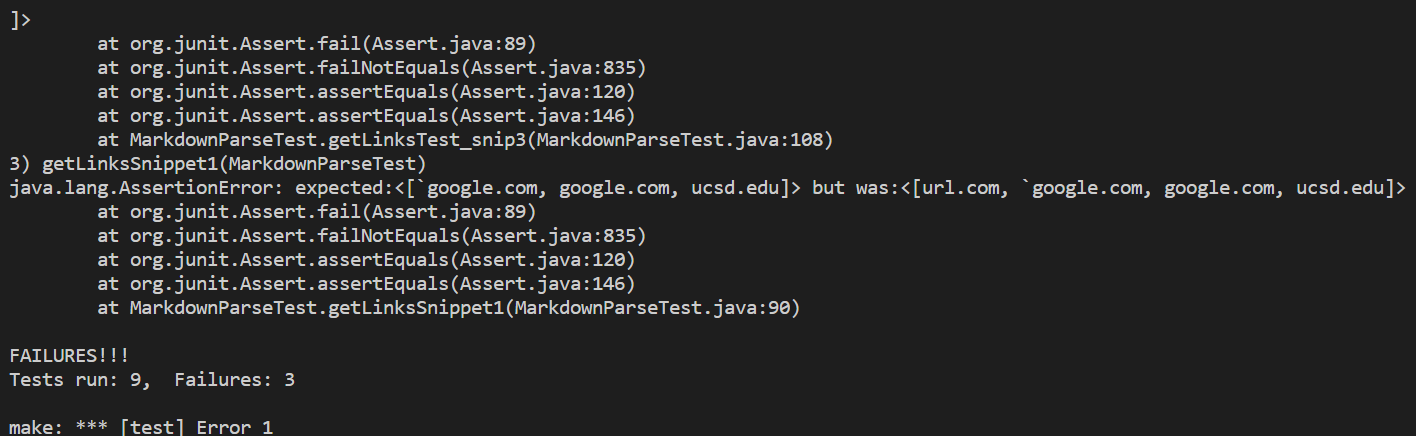 ]>
at org.junit.Assert.fail(Assert.java:89)
at org.junit.Assert.failNotEquals(Assert.java:835)
at org.junit.Assert.assertEquals(Assert.java:120)
at org.junit.Assert.assertEquals(Assert.java:146)
at MarkdownParseTest.getLinksTest_snip3(MarkdownParseTest.java:108)
3) getLinksSnippet1(MarkdownParseTest)
java.lang.AssertionError: expected:<[`google.com, google.com, ucsd.edu]> but was:<[url.com, `google.com, google.com, ucsd.edu]>
at org.junit.Assert.fail(Assert.java:89)
at org.junit.Assert.failNotEquals(Assert.java:835)
at org.junit.Assert.assertEquals(Assert.java:120)
at org.junit.Assert.assertEquals(Assert.java:146)
at MarkdownParseTest.getLinksSnippet1(MarkdownParseTest.java:90)
FAILURES!!!
Tests run: 9,  Failures: 3
make: *** [test] Error 1